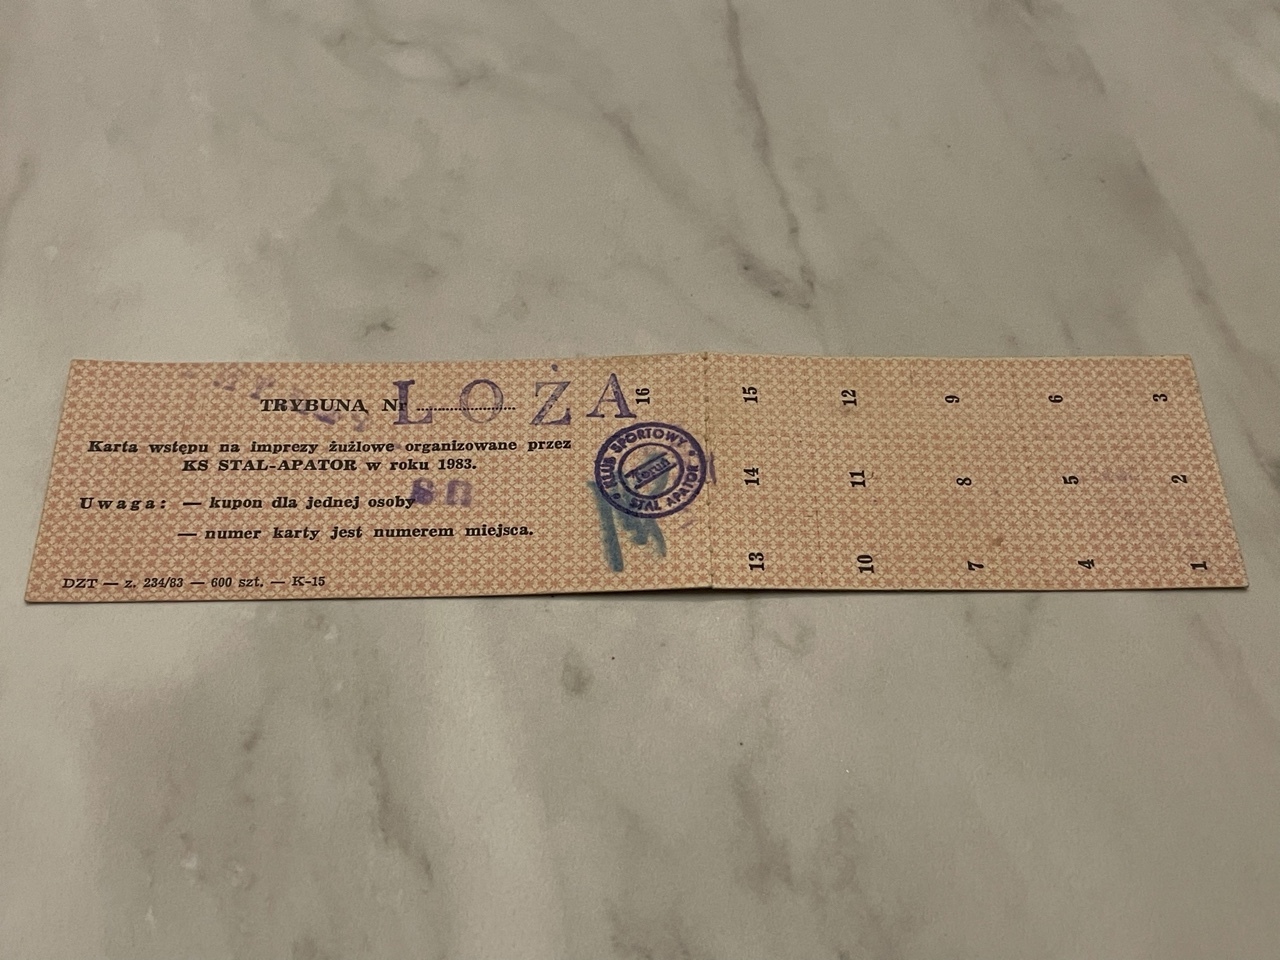 TRYBUNA Nr ............ LOŻA
Karta wstępu na imprezy żużlowe organizowane przez
KS STAL-APATOR w roku 1983.
Uwaga: — kupon dla jednej osoby
— numer karty jest numerem miejsca.
DZT — z. 234/83 — 600 szt. — K-15
KLUB SPORTOWY
Toruń
STAL APATOR
16 15 12 9 6 3
14 11 8 5 2
13 10 7 4 1